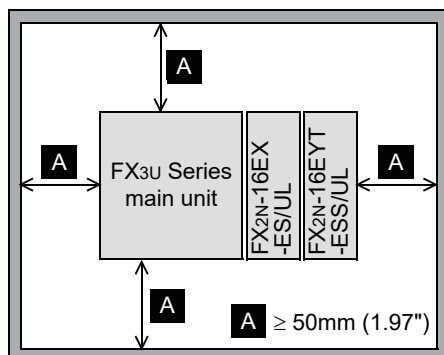 A
A
FX3U Series
main unit
FX2N-16EX
-ES/UL
FX2N-16EYT
-ESS/UL
A
A
A ≥ 50mm (1.97")